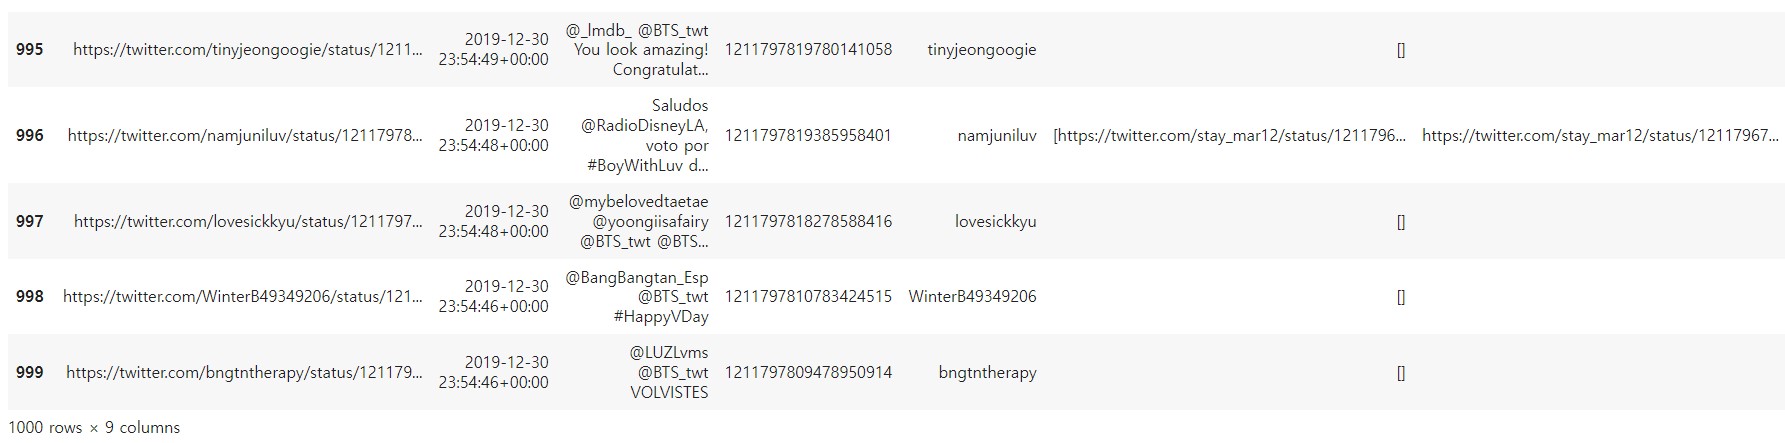 995 https://twitter.com/tinyjeongoogie/status/1211... 2019-12-30 23:54:49+00:00 @_lmdb_ @BTS_twt You look amazing! Congratulat... 1211797819780141058 tinyjeongoogie []
996 https://twitter.com/namjuniluv/status/12117978... 2019-12-30 23:54:48+00:00 Saludos @RadioDisneyLA, voto por #BoyWithLuv d... 1211797819385958401 namjuniluv [https://twitter.com/stay_mar12/status/1211796... https://twitter.com/stay_mar12/status/12117967...
997 https://twitter.com/lovesickkyu/status/1211797... 2019-12-30 23:54:48+00:00 @mybelovedtaetae @yoongiisafairy @BTS_twt @BTS... 1211797818278588416 lovesickkyu []
998 https://twitter.com/WinterB49349206/status/121... 2019-12-30 23:54:46+00:00 @BangBangtan_Esp @BTS_twt #HappyVDay 1211797810783424515 WinterB49349206 []
999 https://twitter.com/bngtntherapy/status/121179... 2019-12-30 23:54:46+00:00 @LUZLvms @BTS_twt VOLVISTES 1211797809478950914 bngtntherapy []
1000 rows × 9 columns